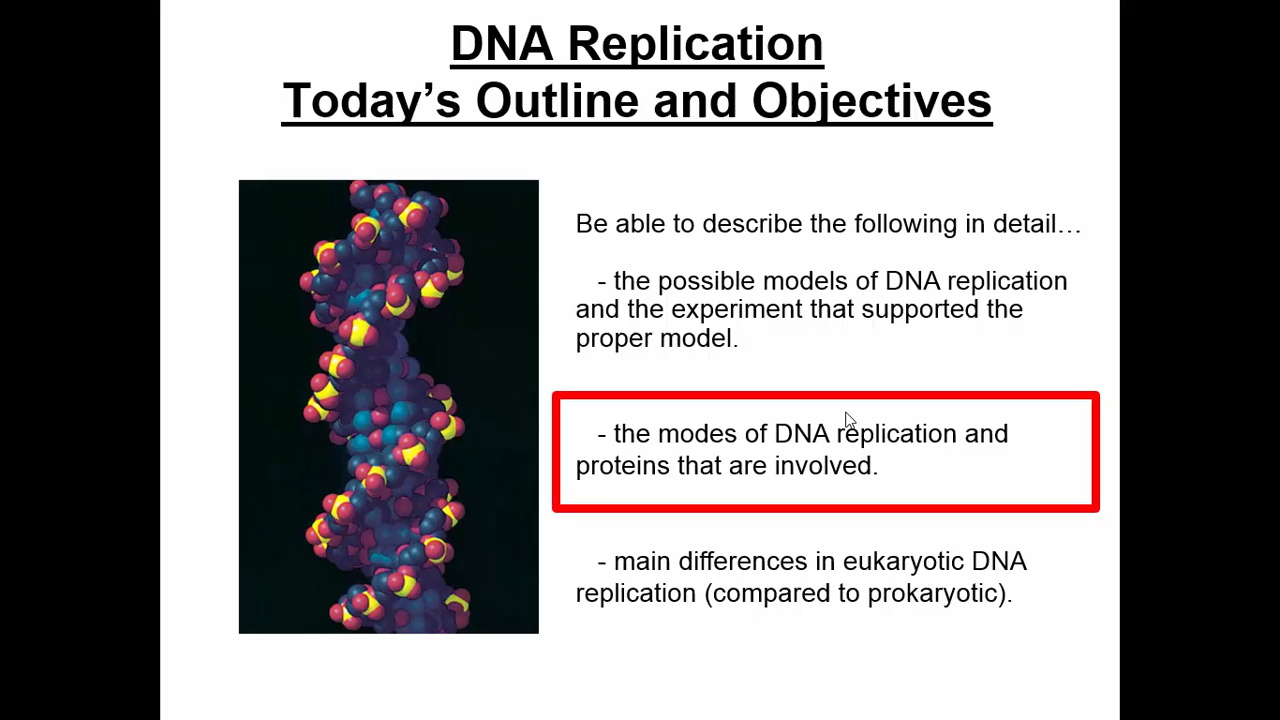 DNA Replication
Today’s Outline and Objectives
Be able to describe the following in detail…
- the possible models of DNA replication
and the experiment that supported the
proper model.
- the modes of DNA replication and
proteins that are involved.
- main differences in eukaryotic DNA
replication (compared to prokaryotic).